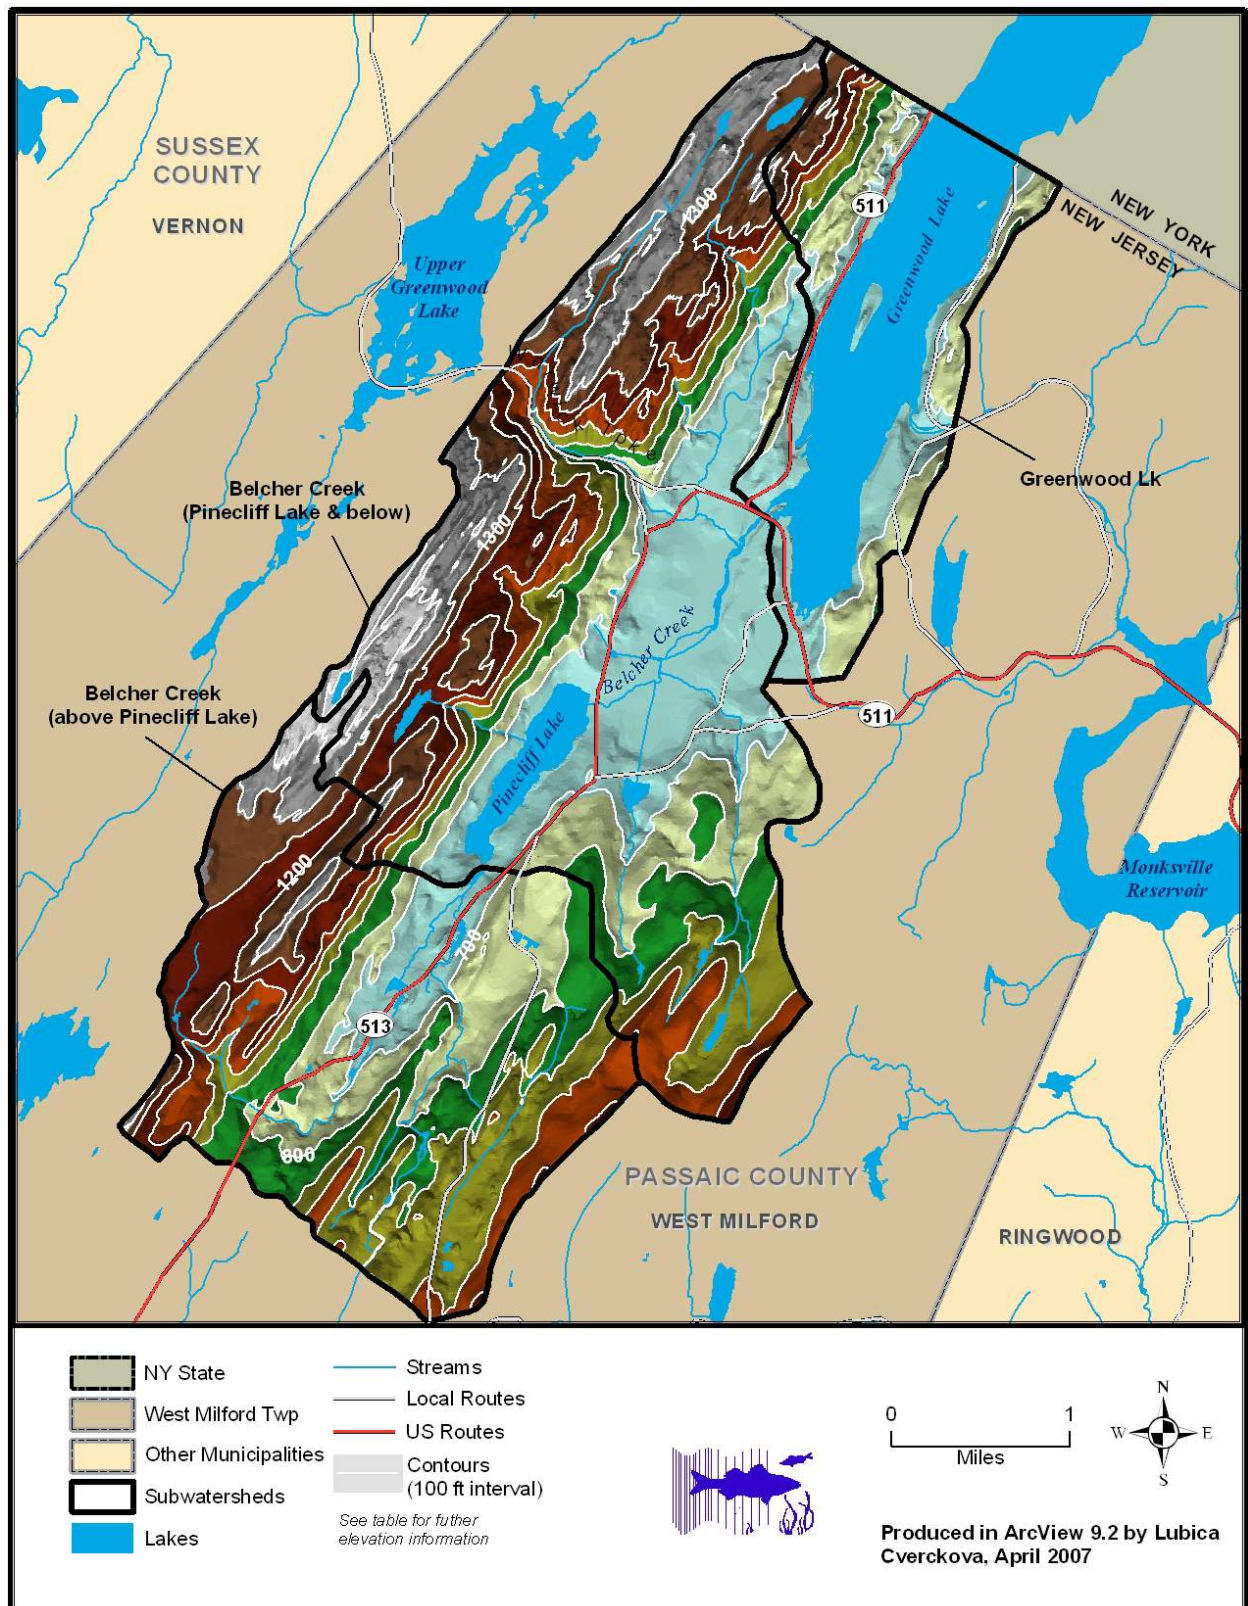 SUSSEX
COUNTY
VERNON
NEW YORK
NEW JERSEY
Upper
Greenwood
Lake
1300
511
Greenwood Lake
Greenwood Lk
Belcher Creek
(Pinecliff Lake & below)
1300
Belcher Creek
Belcher Creek
(above Pinecliff Lake)
Pinecliff Lake
511
Monksville
Reservoir
1200
700
513
800
PASSAIC COUNTY
WEST MILFORD
RINGWOOD
NY State
West Milford Twp
Other Municipalities
Subwatersheds
Lakes
Streams
Local Routes
US Routes
Contours
(100 ft interval)
See table for futher
elevation information
0 1
Miles
N
W E
S
Produced in ArcView 9.2 by Lubica
Cverckova, April 2007